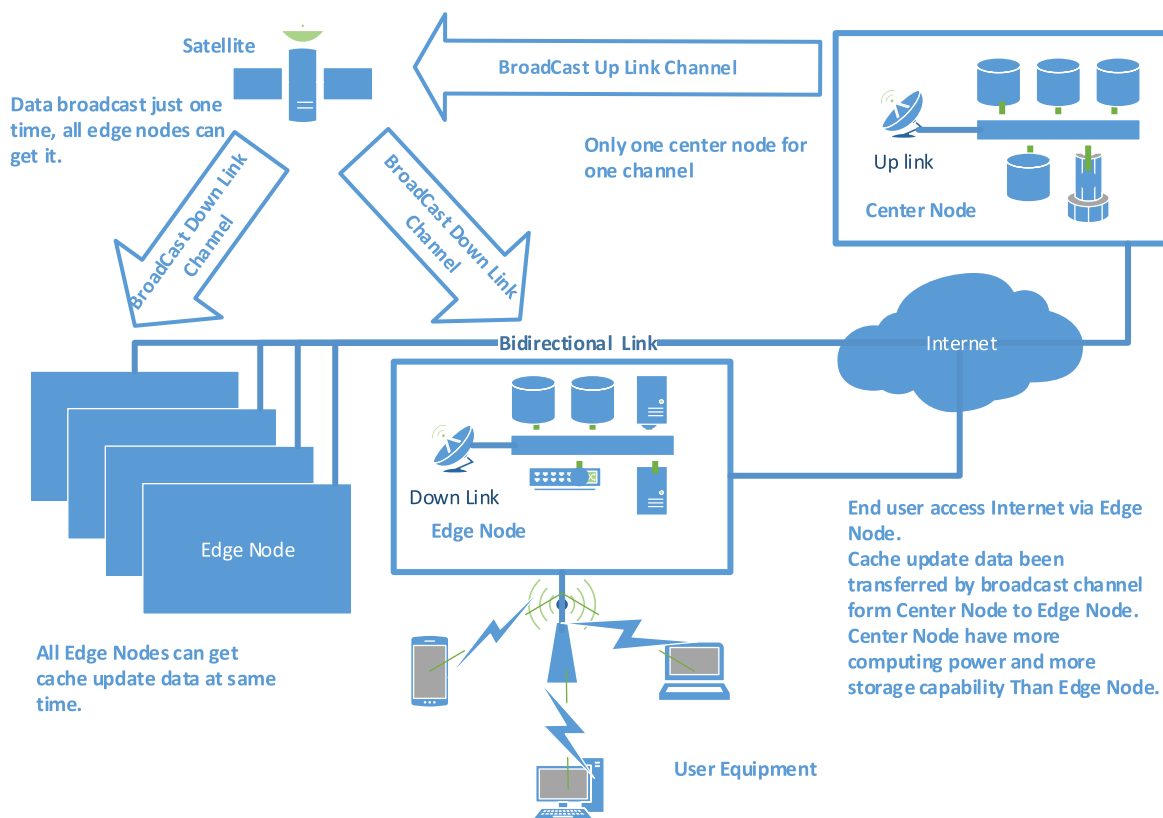 Satellite
BroadCast Up Link Channel
Data broadcast just one
time, all edge nodes can
get it.
Only one center node for
one channel
Up link
Center Node
BroadCast Down Link
Channel
BroadCast Down Link
Channel
Bidirectional Link
Internet
Down Link
Edge Node
Edge Node
End user access Internet via Edge
Node.
Cache update data been
transferred by broadcast channel
form Center Node to Edge Node.
Center Node have more
computing power and more
storage capability Than Edge Node.
All Edge Nodes can get
cache update data at same
time.
User Equipment